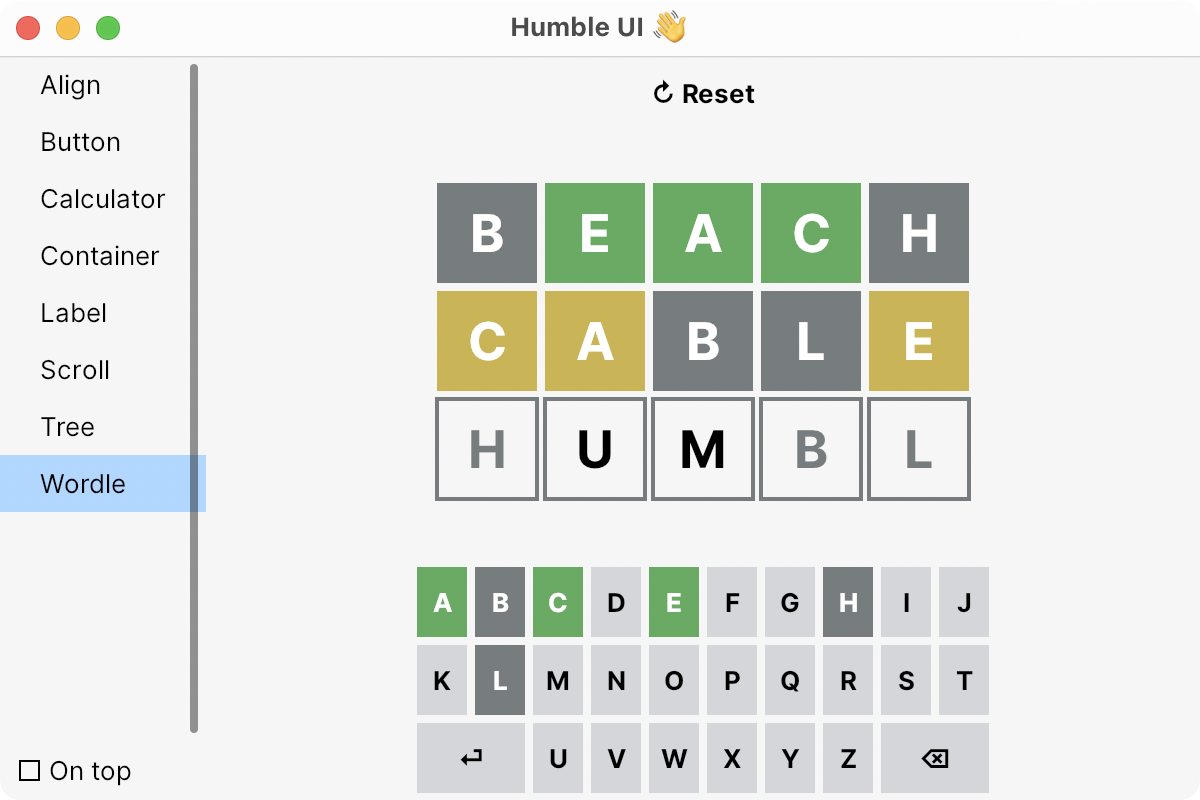 Humble UI 👋
Align
Button
Calculator
Container
Label
Scroll
Tree
Wordle
On top
↻ Reset
B E A C H
C A B L E
H U M B L
A B C D E F G H I J
K L M N O P Q R S T
↵ U V W X Y Z ⌫